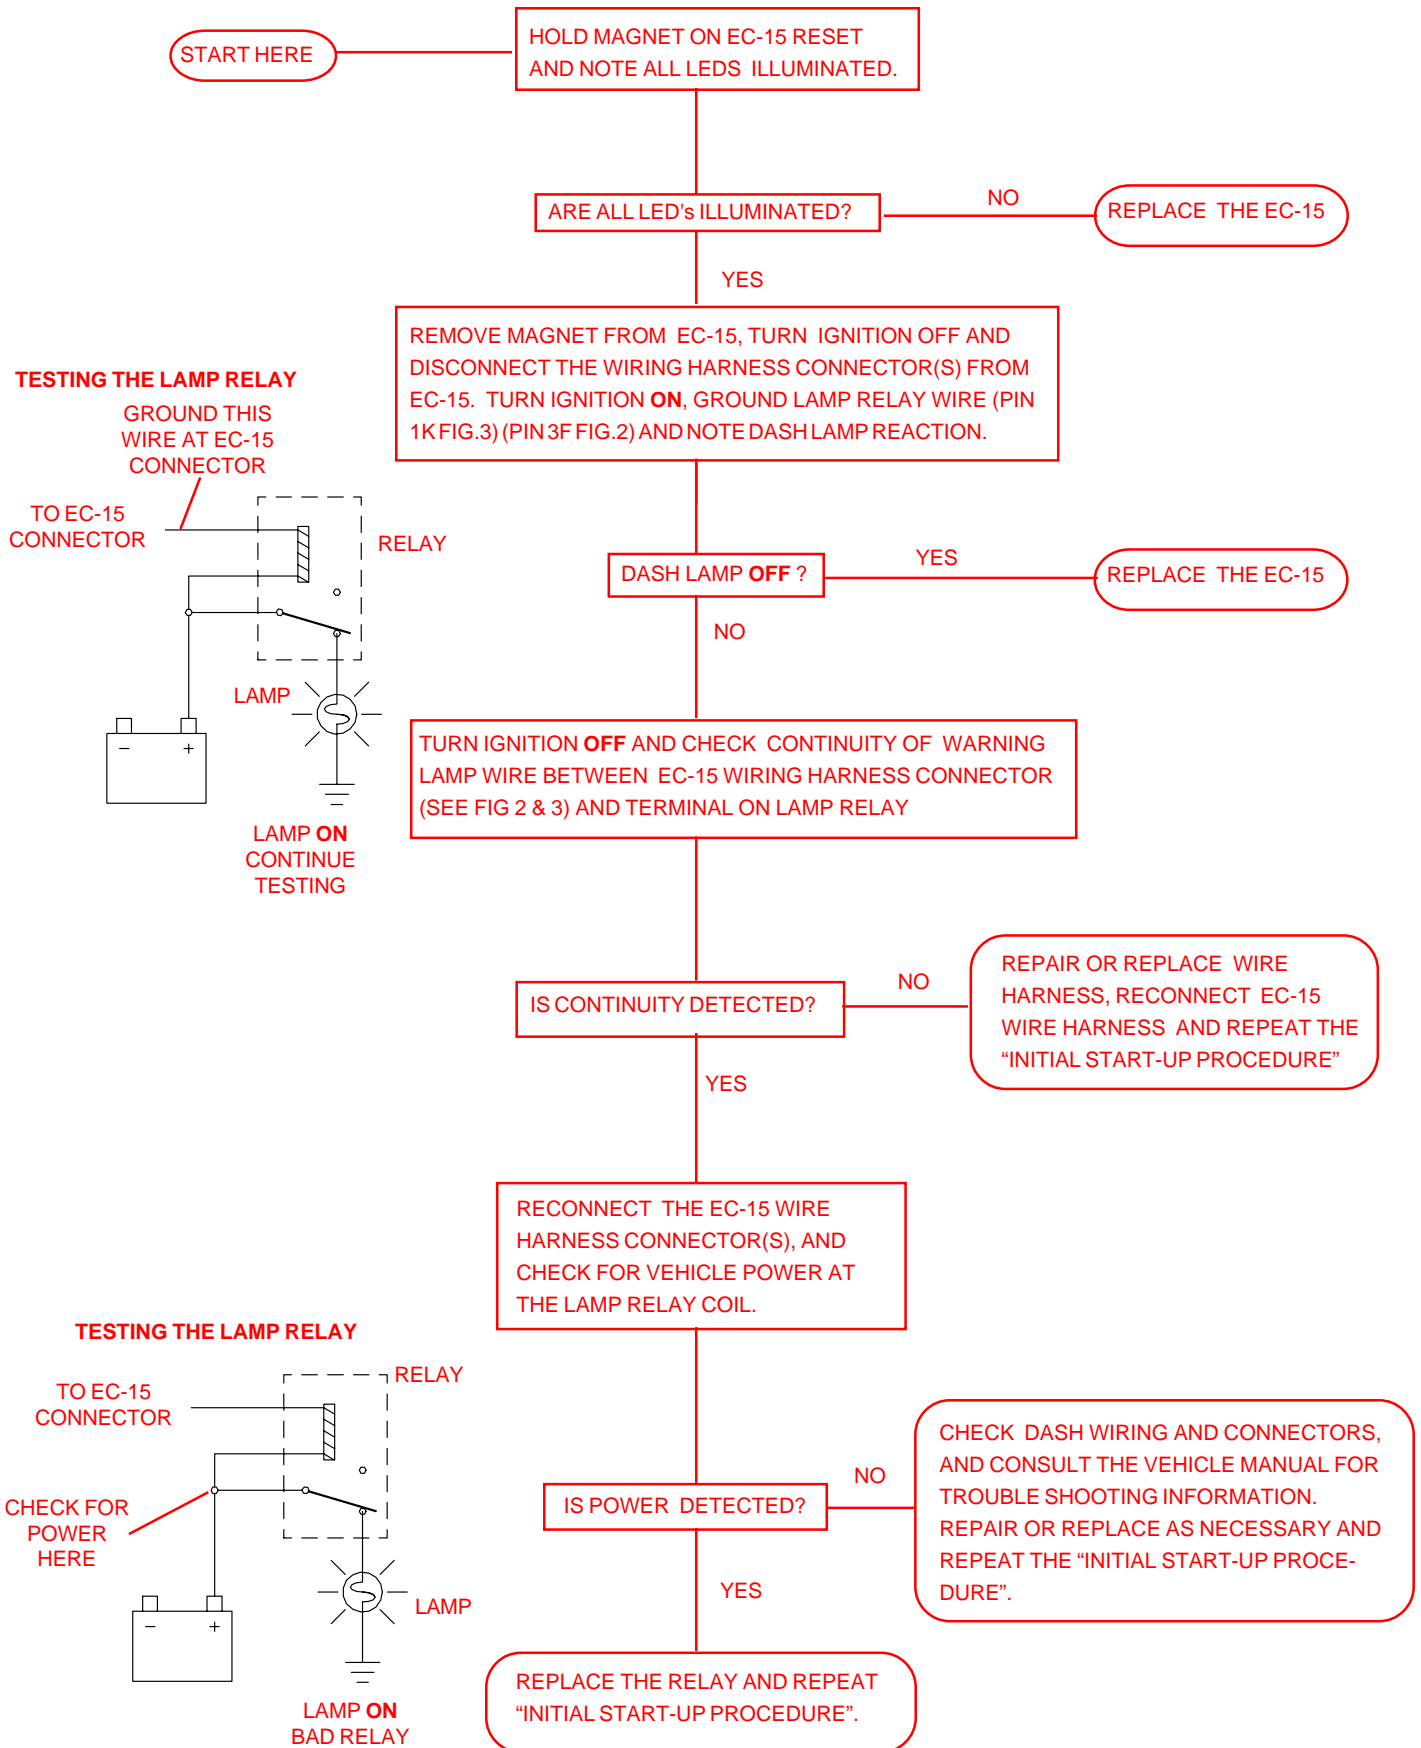 START HERE
HOLD MAGNET ON EC-15 RESET
AND NOTE ALL LEDS ILLUMINATED.
ARE ALL LED's ILLUMINATED?
NO
REPLACE THE EC-15
YES
REMOVE MAGNET FROM EC-15, TURN IGNITION OFF AND
DISCONNECT THE WIRING HARNESS CONNECTOR(S) FROM
EC-15. TURN IGNITION ON, GROUND LAMP RELAY WIRE (PIN
1K FIG.3) (PIN 3F FIG.2) AND NOTE DASH LAMP REACTION.
TESTING THE LAMP RELAY
GROUND THIS
WIRE AT EC-15
CONNECTOR
TO EC-15
CONNECTOR
RELAY
LAMP
-
+
LAMP ON
CONTINUE
TESTING
DASH LAMP OFF ?
YES
REPLACE THE EC-15
NO
TURN IGNITION OFF AND CHECK CONTINUITY OF WARNING
LAMP WIRE BETWEEN EC-15 WIRING HARNESS CONNECTOR
(SEE FIG 2 & 3) AND TERMINAL ON LAMP RELAY
IS CONTINUITY DETECTED?
NO
REPAIR OR REPLACE WIRE
HARNESS, RECONNECT EC-15
WIRE HARNESS AND REPEAT THE
“INITIAL START-UP PROCEDURE”
YES
RECONNECT THE EC-15 WIRE
HARNESS CONNECTOR(S), AND
CHECK FOR VEHICLE POWER AT
THE LAMP RELAY COIL.
TESTING THE LAMP RELAY
TO EC-15
CONNECTOR
RELAY
CHECK FOR
POWER
HERE
-
+
LAMP
LAMP ON
BAD RELAY
IS POWER DETECTED?
NO
CHECK DASH WIRING AND CONNECTORS,
AND CONSULT THE VEHICLE MANUAL FOR
TROUBLE SHOOTING INFORMATION.
REPAIR OR REPLACE AS NECESSARY AND
REPEAT THE “INITIAL START-UP PROCE-
DURE”.
YES
REPLACE THE RELAY AND REPEAT
“INITIAL START-UP PROCEDURE”.